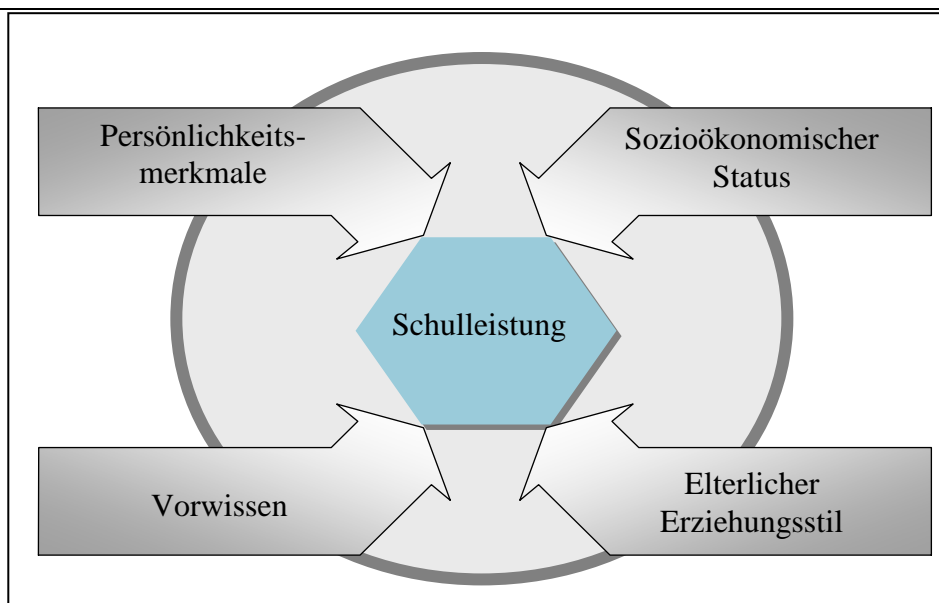 Persönlichkeits-
merkmale
Sozioökonomischer
Status
Schulleistung
Vorwissen
Elterlicher
Erziehungsstil